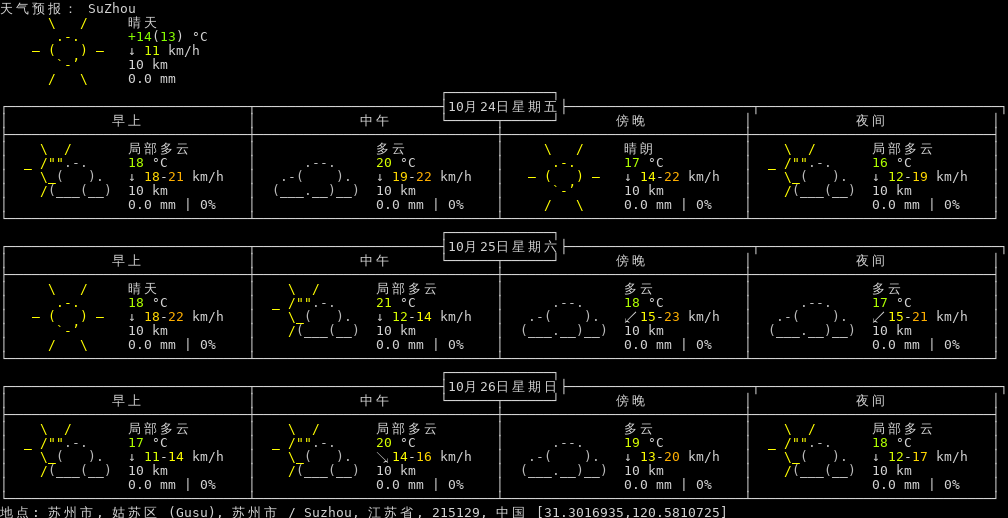 天气预报： SuZhou
晴天
+14(13) °C
↓ 11 km/h
10 km
0.0 mm
10月24日星期五
早上 中午 傍晚 夜间
局部多云 多云 晴朗 局部多云
18 °C 20 °C 17 °C 16 °C
↓ 18-21 km/h ↓ 19-22 km/h ↓ 14-22 km/h ↓ 12-19 km/h
10 km 10 km 10 km 10 km
0.0 mm | 0% 0.0 mm | 0% 0.0 mm | 0% 0.0 mm | 0%
10月25日星期六
早上 中午 傍晚 夜间
晴天 局部多云 多云 多云
18 °C 21 °C 18 °C 17 °C
↓ 18-22 km/h ↓ 12-14 km/h ↙ 15-23 km/h ↙ 15-21 km/h
10 km 10 km 10 km 10 km
0.0 mm | 0% 0.0 mm | 0% 0.0 mm | 0% 0.0 mm | 0%
10月26日星期日
早上 中午 傍晚 夜间
局部多云 局部多云 多云 局部多云
17 °C 20 °C 19 °C 18 °C
↓ 11-14 km/h ↘ 14-16 km/h ↓ 13-20 km/h ↓ 12-17 km/h
10 km 10 km 10 km 10 km
0.0 mm | 0% 0.0 mm | 0% 0.0 mm | 0% 0.0 mm | 0%
地点: 苏州市, 姑苏区 (Gusu), 苏州市 / Suzhou, 江苏省, 215129, 中国 [31.3016935,120.5810725]